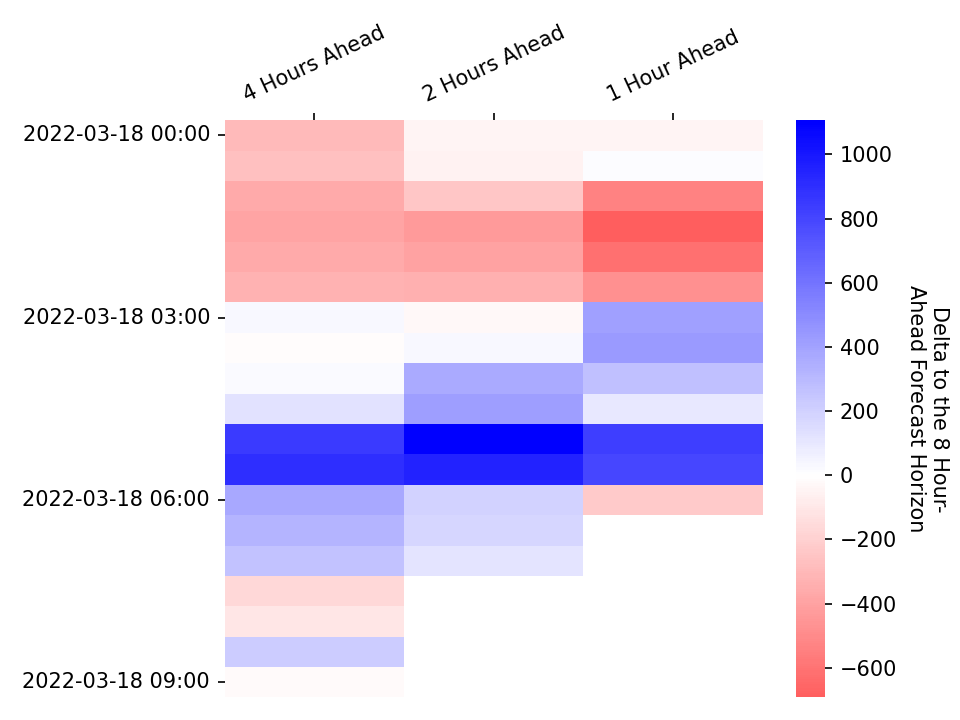 4 Hours Ahead
2 Hours Ahead
1 Hour Ahead
2022-03-18 00:00
2022-03-18 03:00
2022-03-18 06:00
2022-03-18 09:00
1000
800
600
400
200
0
−200
−400
−600
Delta to the 8 Hour-
Ahead Forecast Horizon